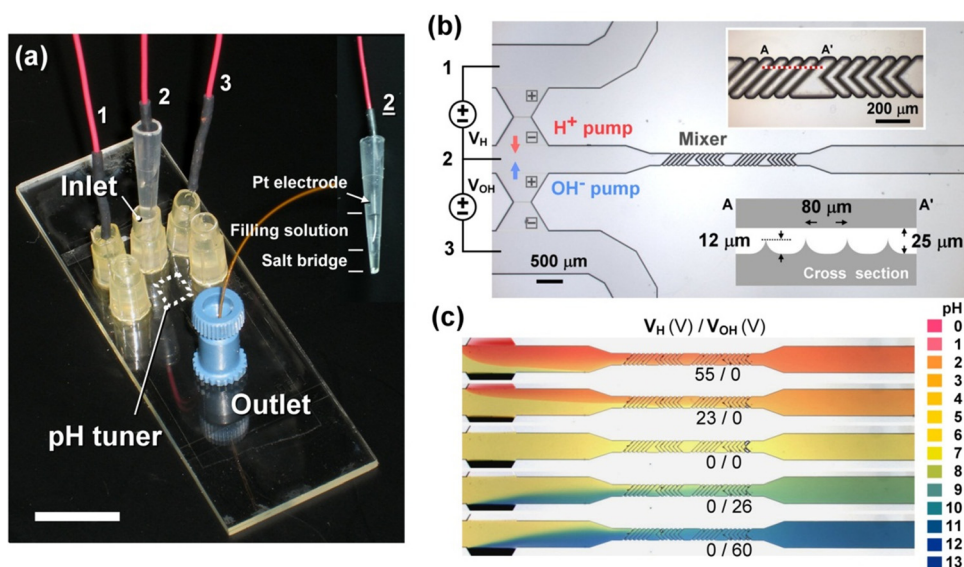 (a)
1
2
3
2
Inlet
Pt electrode
Filling solution
Salt bridge
pH tuner
Outlet
(b)
1
2
3
V_H
V_OH
+
−
+
−
H⁺ pump
OH⁻ pump
Mixer
500 μm
A A'
200 μm
A A'
80 μm
12 μm
25 μm
Cross section
(c)
V_H (V) / V_OH (V)
55 / 0
23 / 0
0 / 0
0 / 26
0 / 60
pH
0
1
2
3
4
5
6
7
8
9
10
11
12
13